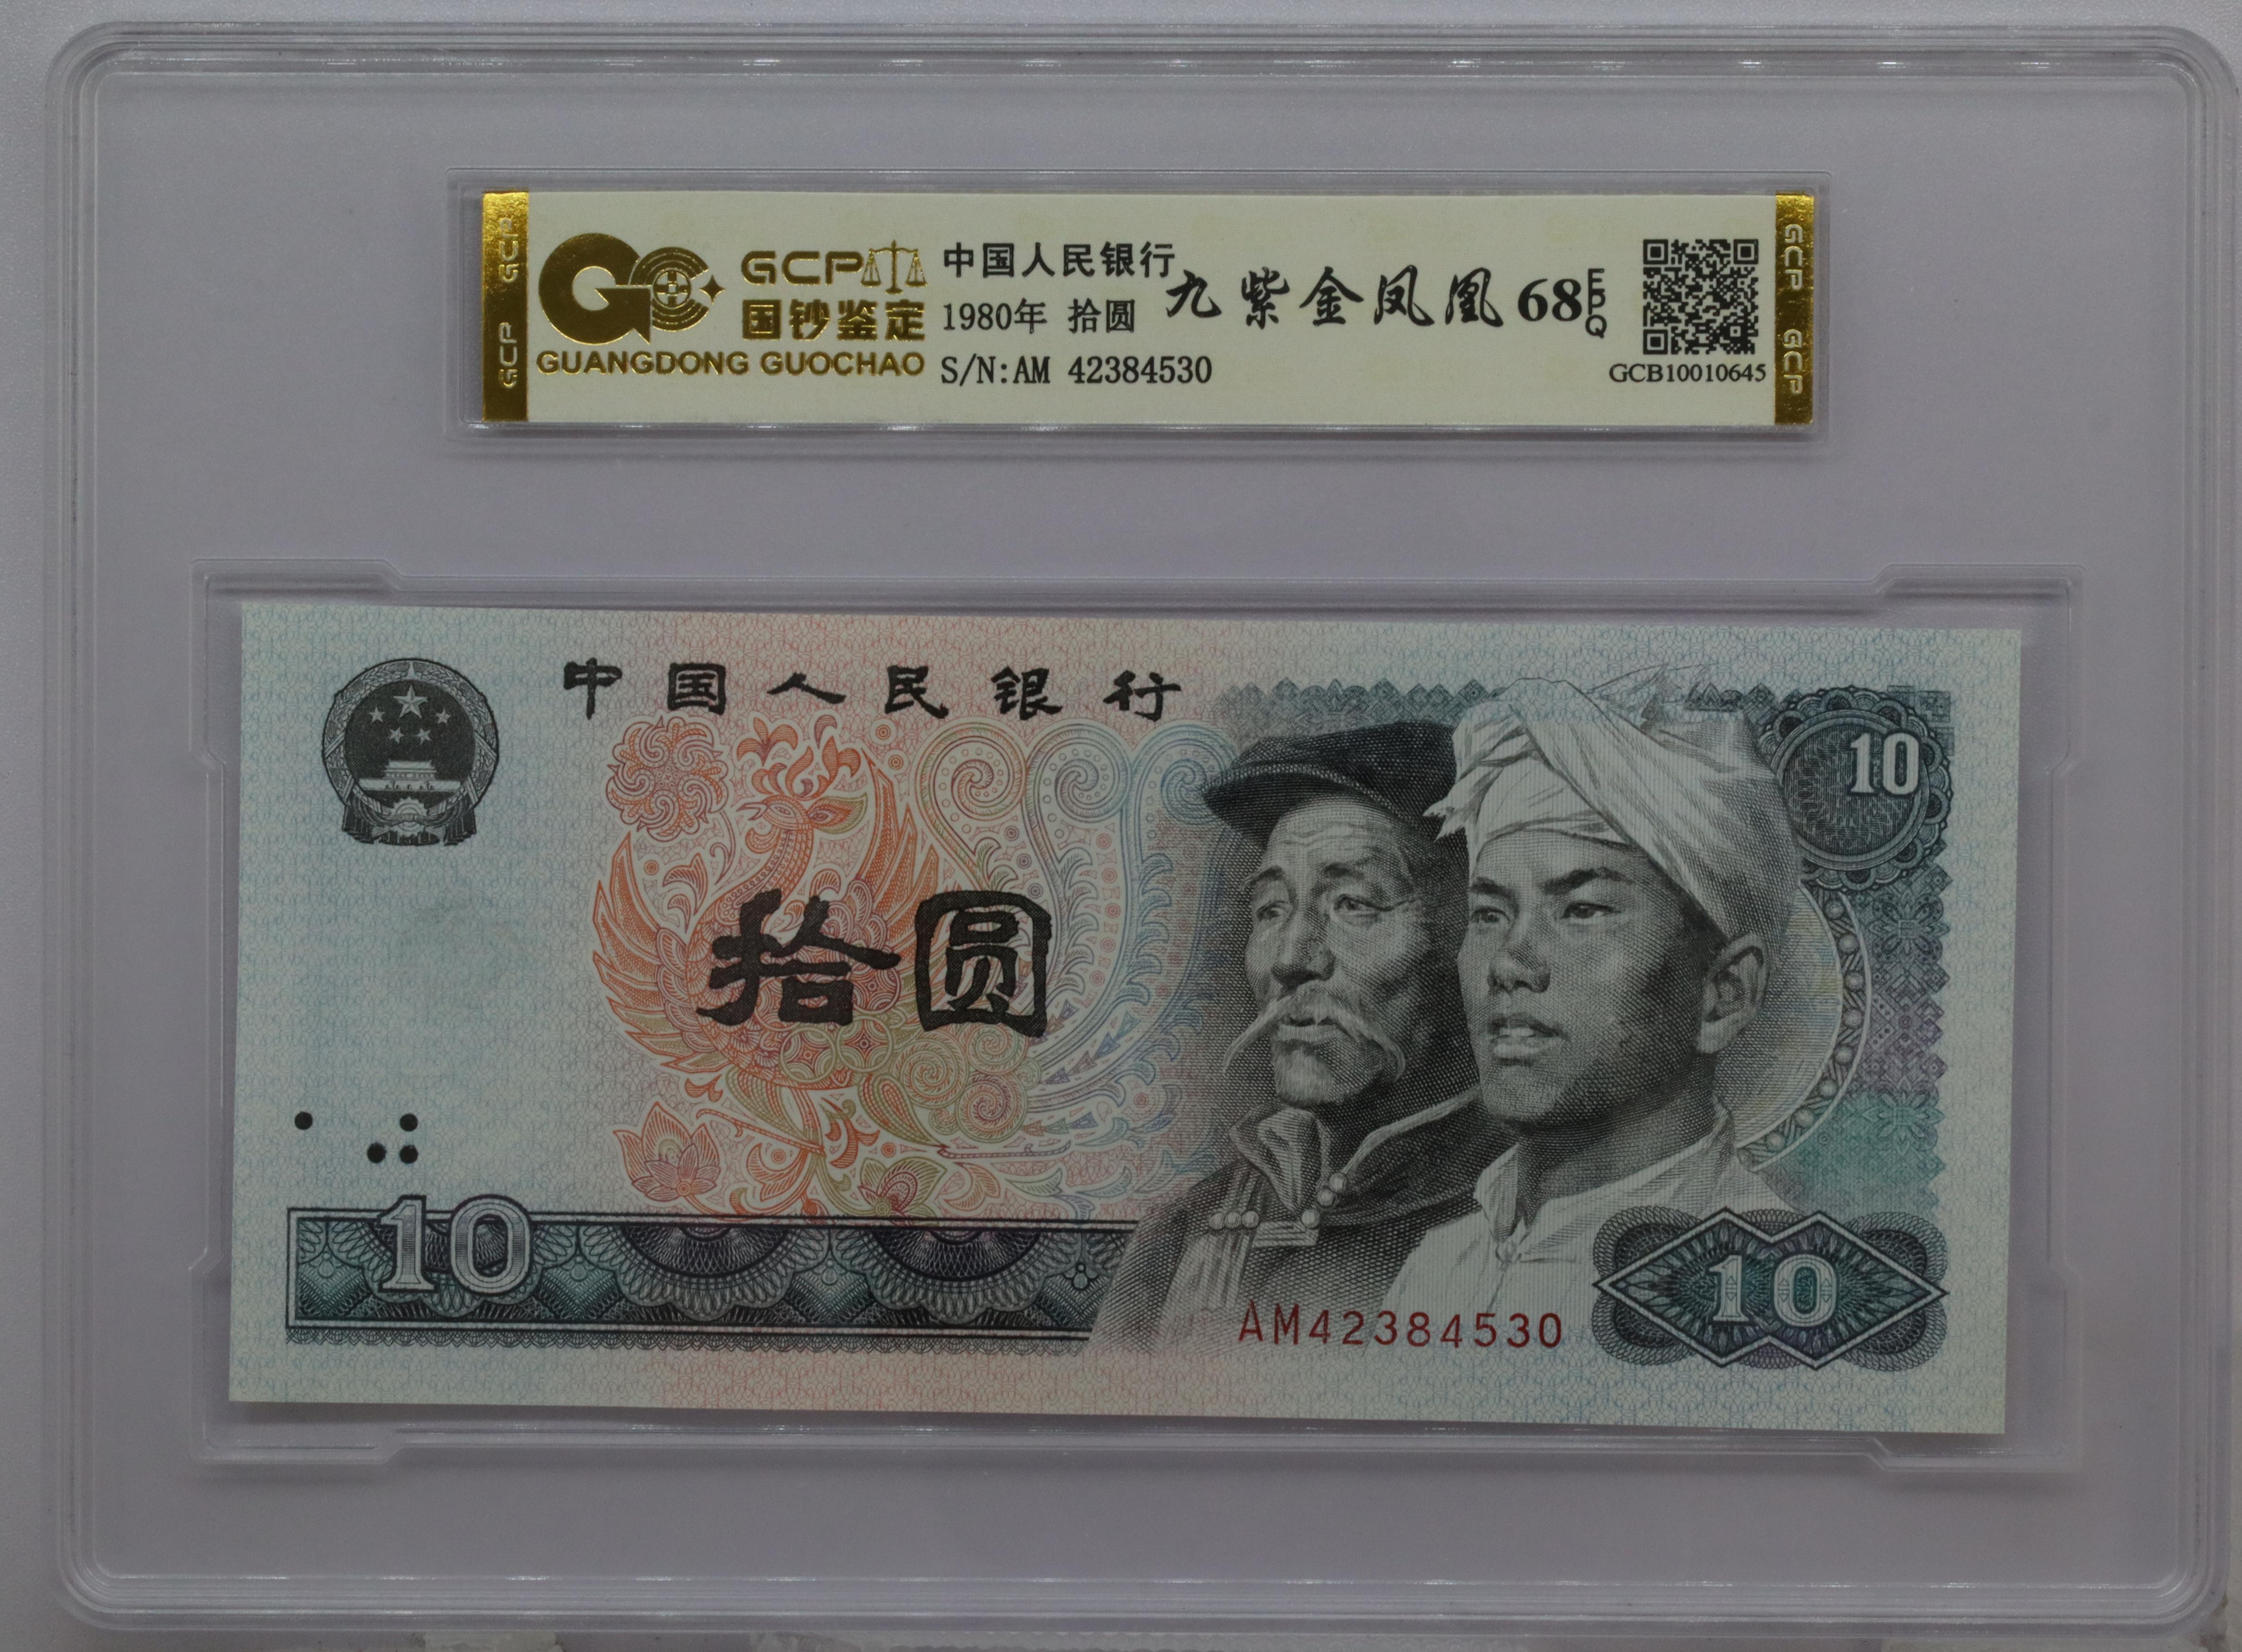 GCP GCP
GCP
国钞鉴定
GUANGDONG GUOCHAO
中国人民银行
1980年 拾圆
S/N:AM 42384530
九紫金凤凰 68 EPQ
GCB10010645
GCP GCP
中国人民银行
10
拾圆
10
10
AM42384530